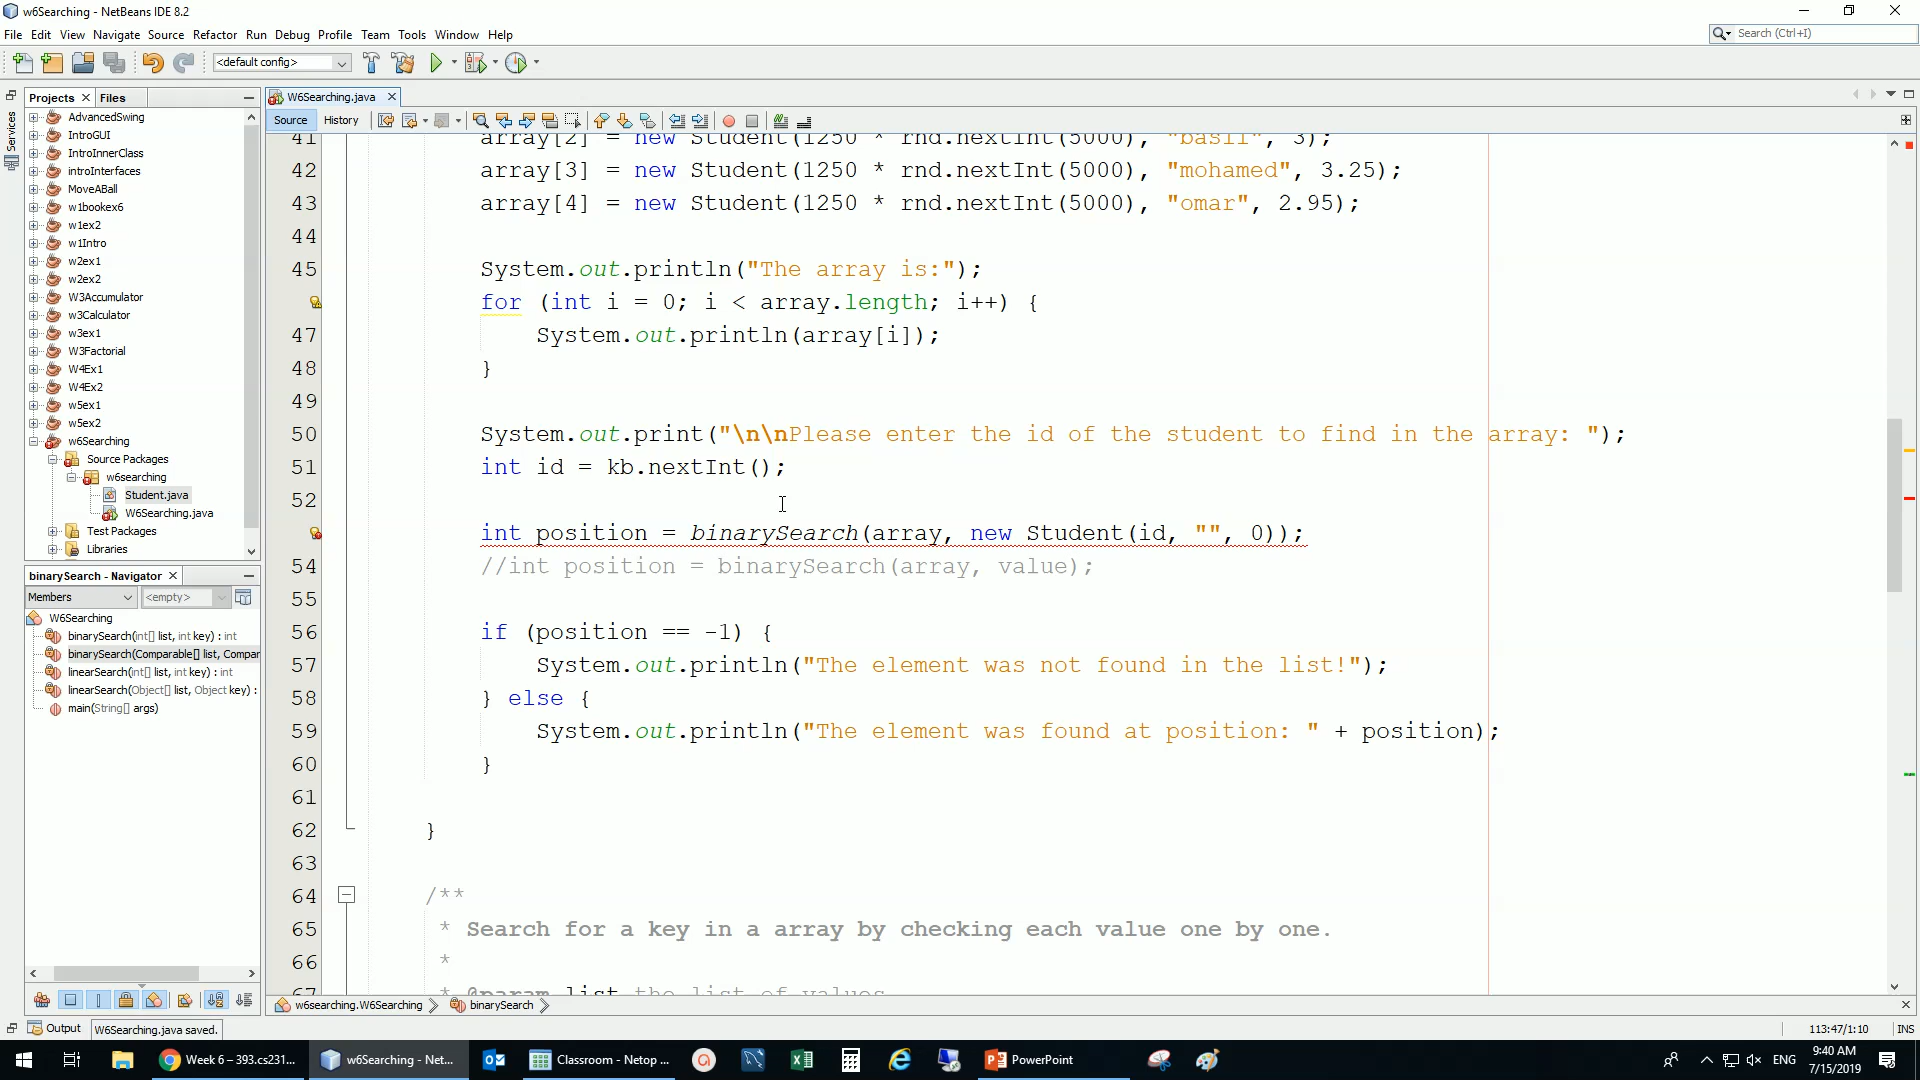 w6Searching - NetBeans IDE 8.2
File Edit View Navigate Source Refactor Run Debug Profile Team Tools Window Help
Search (Ctrl+I)
<default config>
Projects Files
W6Searching.java
Services
Source History
AdvancedSwing
IntroGUI
IntroInnerClass
introInterfaces
MoveABall
w1bookex6
w1ex2
w1Intro
w2ex1
w2ex2
W3Accumulator
w3Calculator
w3ex1
W3Factorial
W4Ex1
W4Ex2
w5ex1
w5ex2
w6Searching
Source Packages
w6searching
Student.java
W6Searching.java
Test Packages
Libraries
binarySearch - Navigator
Members <empty>
W6Searching
binarySearch(int[] list, int key) : int
binarySearch(Comparable[] list, Compar
linearSearch(int[] list, int key) : int
linearSearch(Object[] list, Object key) :
main(String[] args)
41 array[2] = new Student(1250 * rnd.nextInt(5000), "basil", 3);
42 array[3] = new Student(1250 * rnd.nextInt(5000), "mohamed", 3.25);
43 array[4] = new Student(1250 * rnd.nextInt(5000), "omar", 2.95);
44
45 System.out.println("The array is:");
for (int i = 0; i < array.length; i++) {
47 System.out.println(array[i]);
48 }
49
50 System.out.print("\n\nPlease enter the id of the student to find in the array: ");
51 int id = kb.nextInt();
52
int position = binarySearch(array, new Student(id, "", 0));
54 //int position = binarySearch(array, value);
55
56 if (position == -1) {
57 System.out.println("The element was not found in the list!");
58 } else {
59 System.out.println("The element was found at position: " + position);
60 }
61
62 }
63
64 /**
65 * Search for a key in a array by checking each value one by one.
66 *
67 * @param list the list of values
w6searching.W6Searching binarySearch
Output W6Searching.java saved.
113:47/1:10 INS
Week 6 – 393.cs231...
w6Searching - Net...
Classroom - Netop ...
PowerPoint
ENG
9:40 AM
7/15/2019